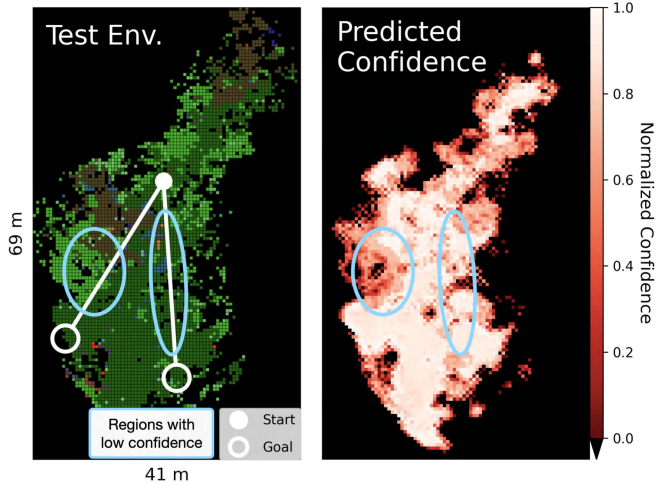 Test Env.
69 m
41 m
Regions with
low confidence
Start
Goal
Predicted
Confidence
1.0
0.8
0.6
0.4
0.2
0.0
Normalized Confidence